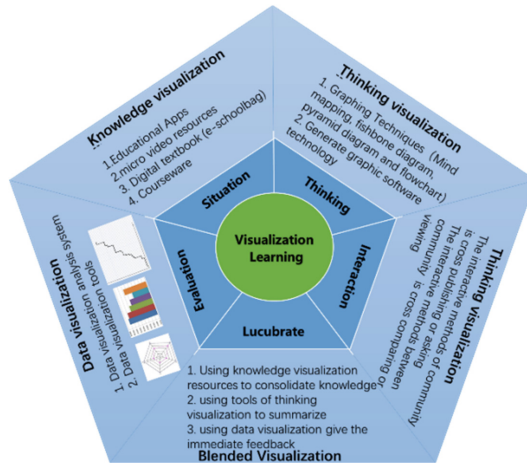 Knowledge visualization
1.Educational Apps
2.micro video resources
3. Digital textbook (e-schoolbag)
4. Courseware
Thinking visualization
1. Graphing Techniques (Mind
mapping, fishbone diagram,
pyramid diagram and flowchart)
2. Generate graphic software
technology
Situation
Thinking
Visualization
Learning
Evaluation
Interaction
Lucubrate
Data visualization
1. Data visualization analysis system
2. Data visualization tools
Thinking visualization
The interactive methods of community
is cross publishing or asking
The interactive methods between
community is cross comparing or
viewing
1. Using knowledge visualization
resources to consolidate knowledge
2. using tools of thinking
visualization to summarize
3. using data visualization give the
immediate feedback
Blended Visualization